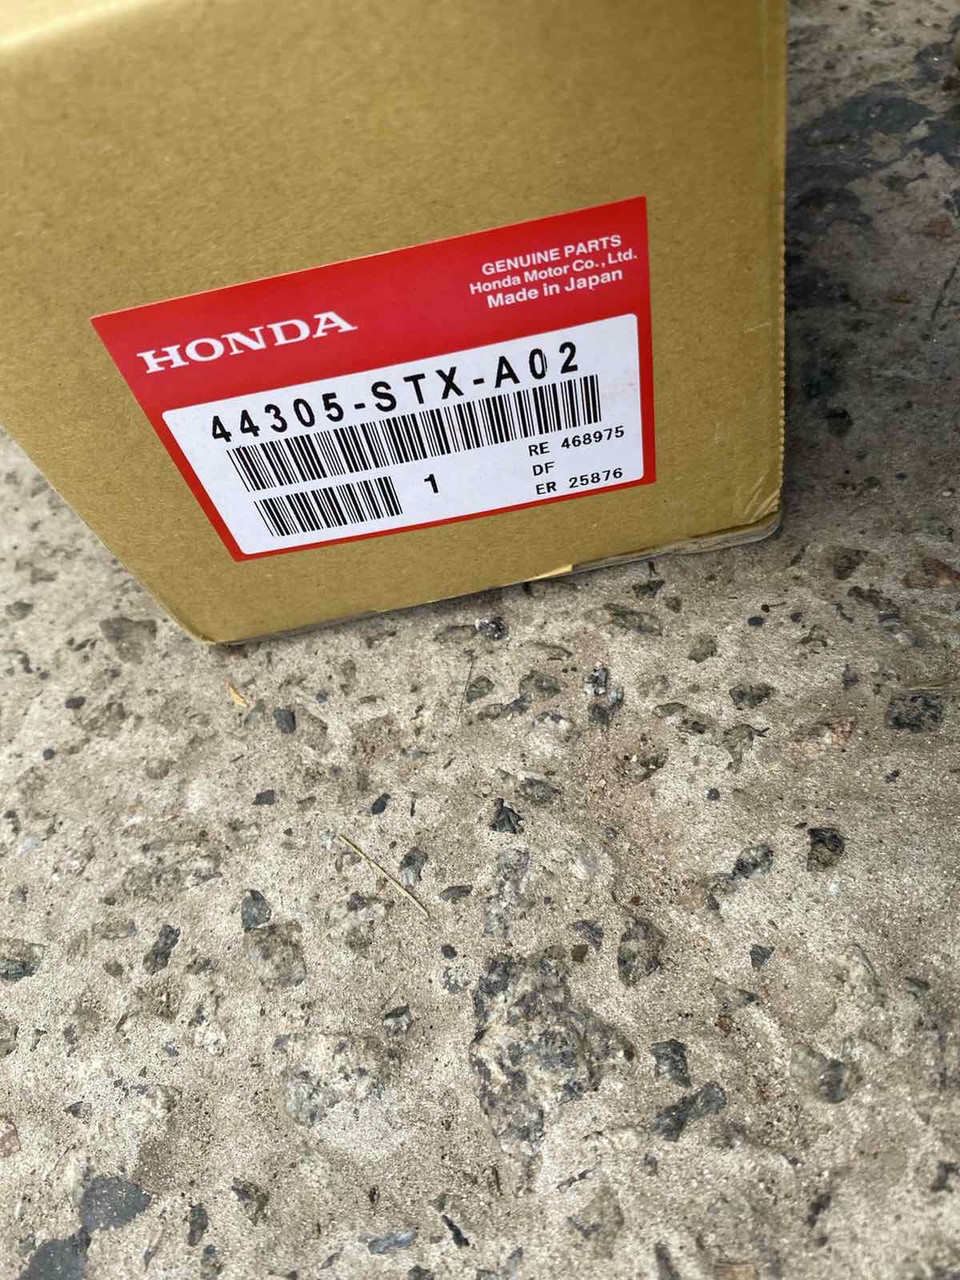 GENUINE PARTS
Honda Motor Co., Ltd.
Made in Japan
HONDA
44305-STX-A02
1
RE 468975
DF
ER 25876